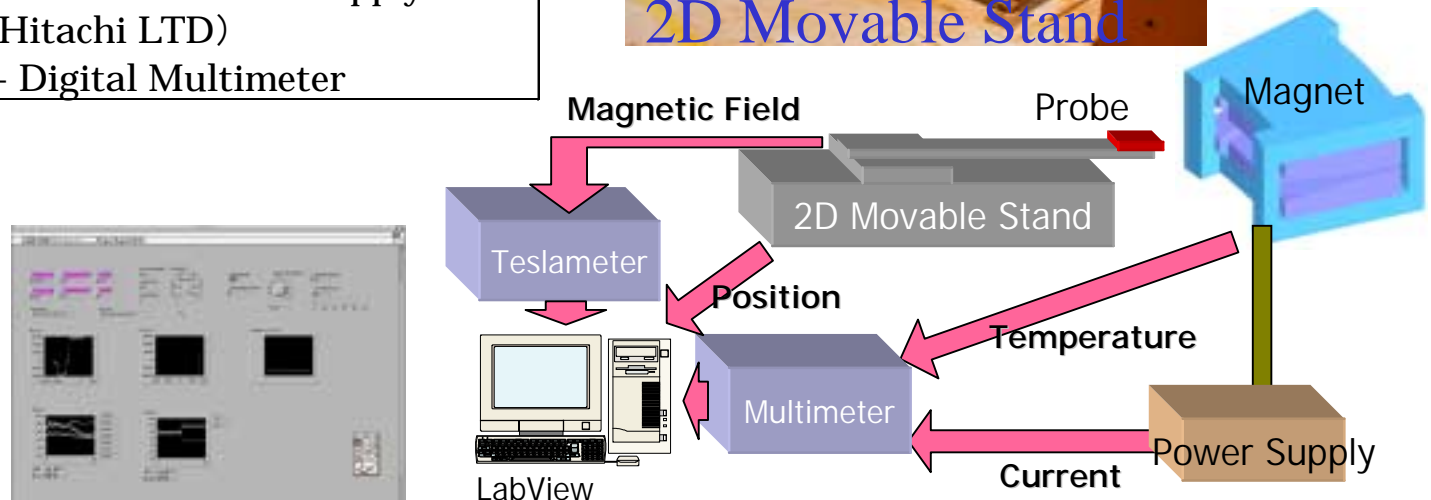 Hitachi LTD）
- Digital Multimeter
2D Movable Stand
Magnetic Field
Probe
Magnet
2D Movable Stand
Teslameter
Position
Temperature
Multimeter
Power Supply
Current
LabView